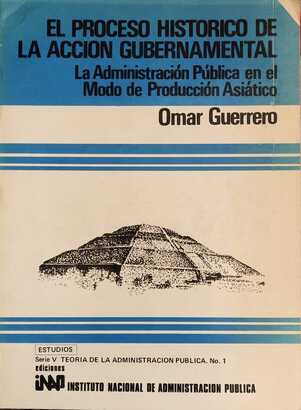 EL PROCESO HISTORICO DE
LA ACCION GUBERNAMENTAL
La Administración Pública en el
Modo de Producción Asiático
Omar Guerrero
ESTUDIOS
Serie V TEORIA DE LA ADMINISTRACION PUBLICA. No. 1
ediciones
inap INSTITUTO NACIONAL DE ADMINISTRACION PUBLICA